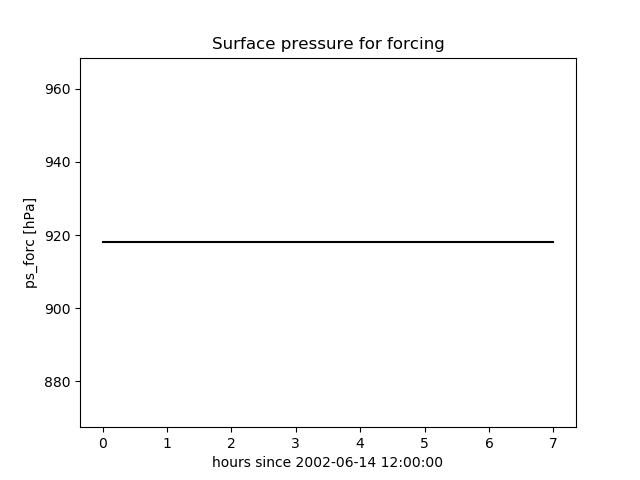 Surface pressure for forcing
960
940
920
900
880
ps_forc [hPa]
0 1 2 3 4 5 6 7
hours since 2002-06-14 12:00:00